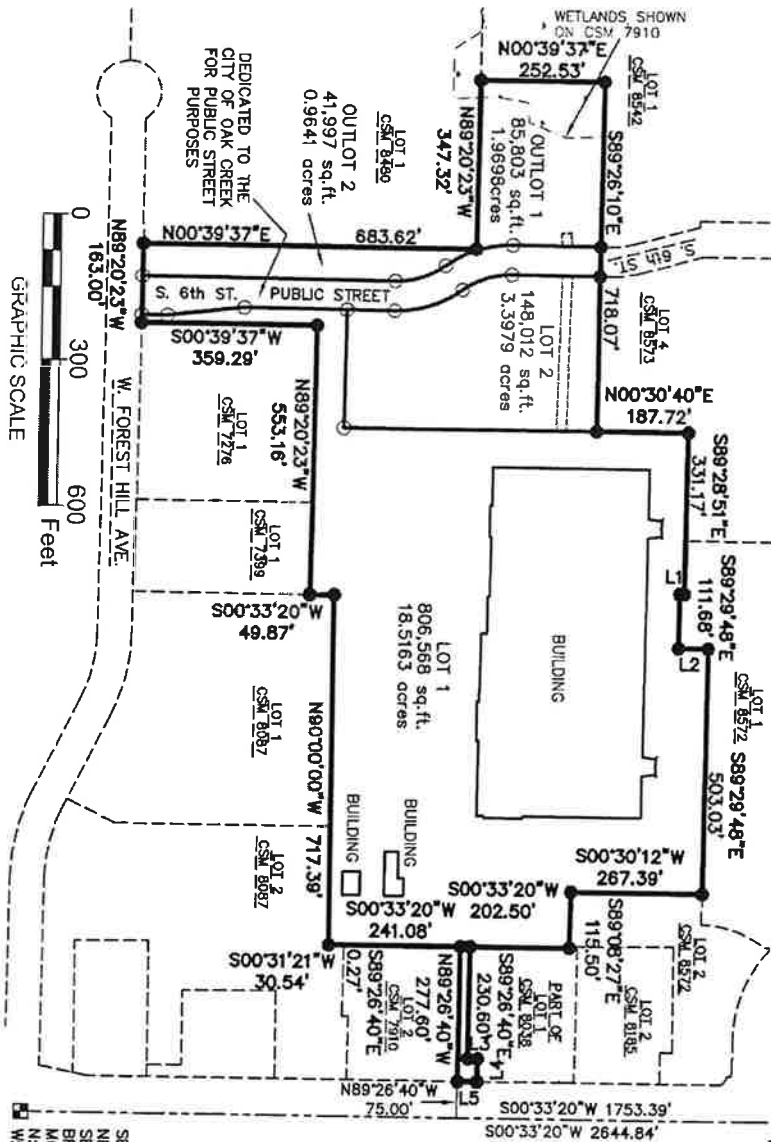 WETLANDS SHOWN
ON CSM 7910
N00°39'37"E
252.53'
LOT 1
CSM 8542
S89°26'10"E
718.07'
S 6TH ST.
LOT 4
CSM 8573
N00°30'40"E
187.72'
S89°28'51"E
331.17'
L1
S89°29'48"E
111.68'
L2
LOT 1
CSM 8572
S89°29'48"E
503.03'
S00°30'12"W
267.39'
LOT 2
CSM 8572
S89°08'27"E
115.50'
LOT 2
CSM 8185
DEDICATED TO THE
CITY OF OAK CREEK
FOR PUBLIC STREET
PURPOSES
LOT 1
CSM 8480
OUTLOT 2
41,997 sq.ft.
0.9641 acres
N89°20'23"W
347.32'
OUTLOT 1
85,803 sq.ft.
1.9698cres
N00°39'37"E
683.62'
S. 6th ST.
PUBLIC STREET
LOT 2
148,012 sq.ft.
3.3979 acres
N89°20'23"W
163.00'
S00°39'37"W
359.29'
N89°20'23"W
553.16'
LOT 1
CSM 7276
LOT 1
CSM 7399
S00°33'20"W
49.87'
LOT 1
806,568 sq.ft.
18.5163 acres
BUILDING
BUILDING
BUILDING
N90°00'00"W
717.39'
LOT 1
CSM 8087
LOT 2
CSM 8087
S00°33'20"W
202.50'
S00°33'20"W
241.08'
S00°31'21"W
30.54'
S89°26'40"E
0.27'
LOT 2
CSM 7910
N89°26'40"W
277.60'
S89°26'40"E
230.60'
PART OF
LOT 1
CSM 8038
L4
L5
N89°26'40"W
75.00'
S00°33'20"W 1753.39'
S00°33'20"W 2644.84'
W. FOREST HILL AVE.
0
300
600
Feet
GRAPHIC SCALE